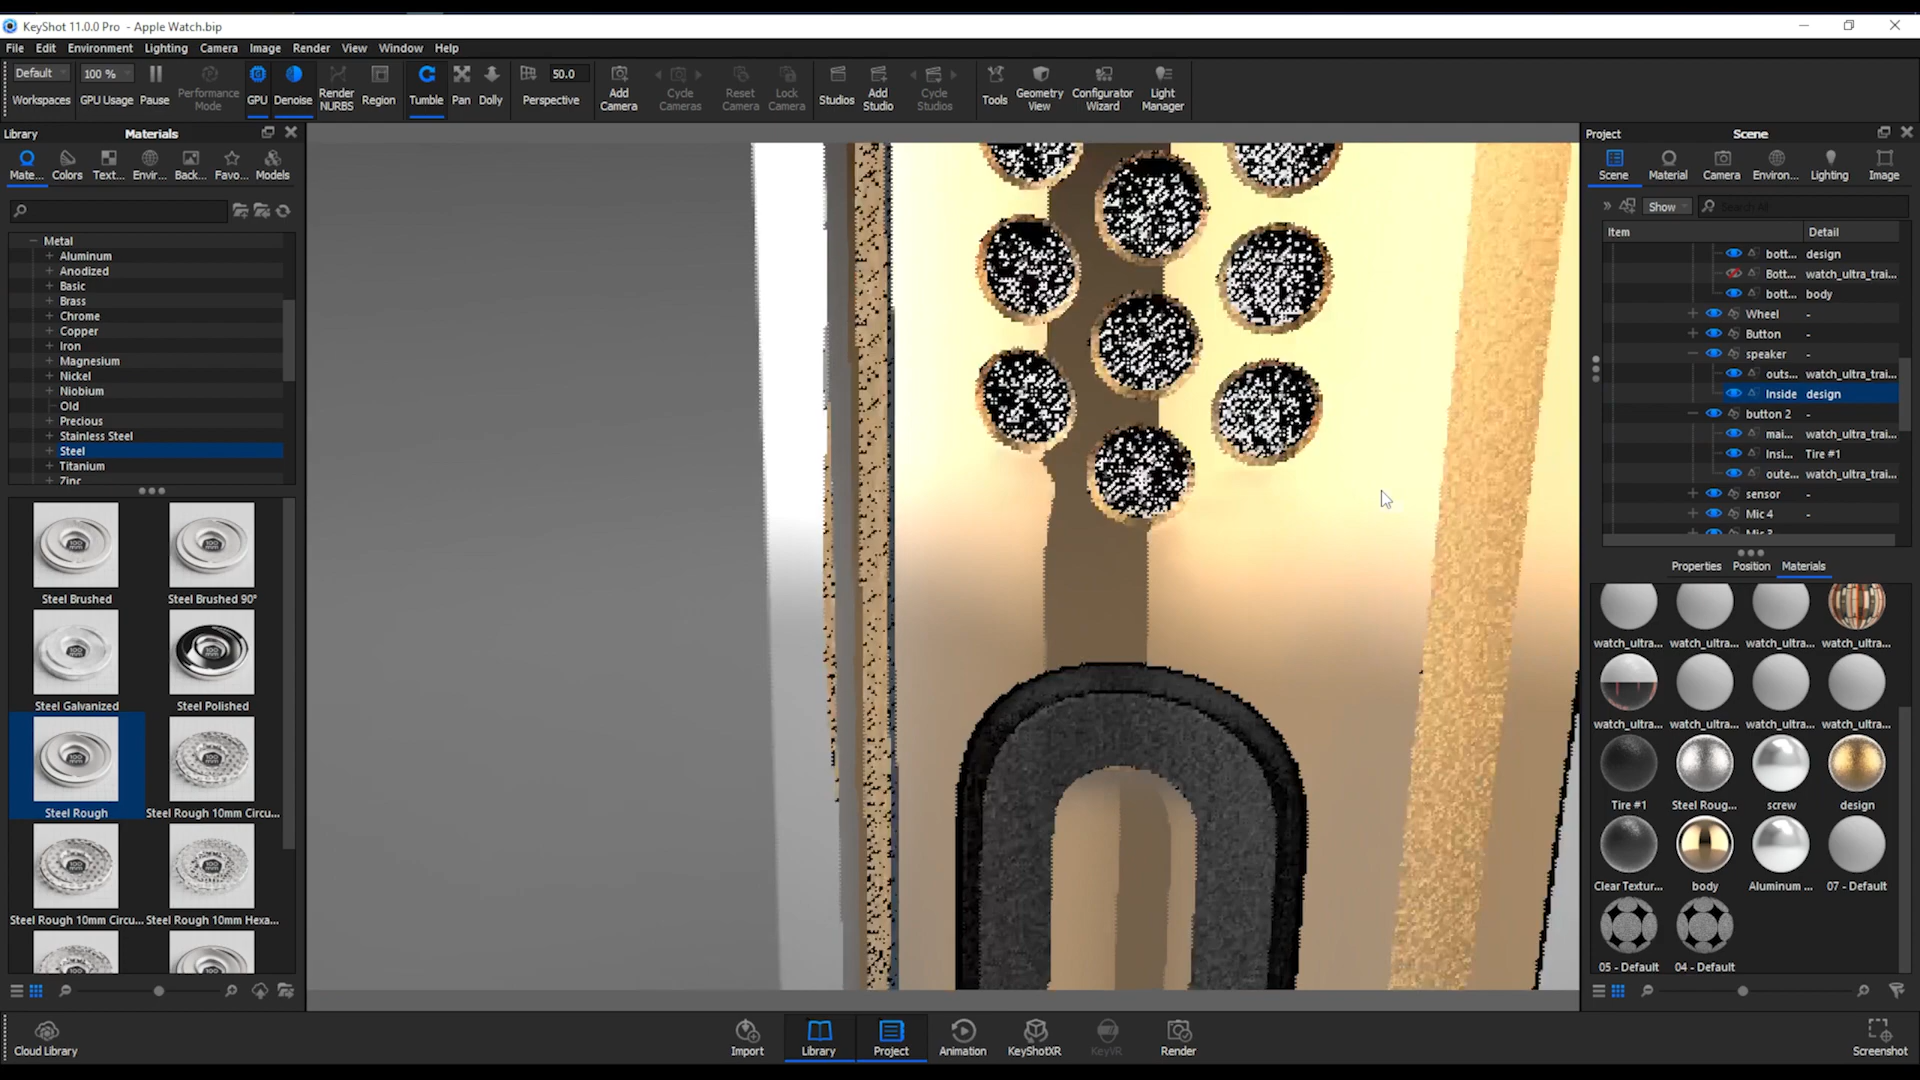 KeyShot 11.0.0 Pro - Apple Watch.bip
File Edit Environment Lighting Camera Image Render View Window Help
Default 100 % 50.0
Workspaces GPU Usage Pause Performance Mode GPU Denoise Render NURBS Region Tumble Pan Dolly Perspective Add Camera Cycle Cameras Reset Camera Lock Camera Studios Add Studio Cycle Studios Tools Geometry View Configurator Wizard Light Manager
Library Materials
Mate... Colors Text... Envir... Back... Favo... Models
Metal
Aluminum
Anodized
Basic
Brass
Chrome
Copper
Iron
Magnesium
Nickel
Niobium
Old
Precious
Stainless Steel
Steel
Titanium
Zinc
Steel Brushed Steel Brushed 90°
Steel Galvanized Steel Polished
Steel Rough Steel Rough 10mm Circu...
Steel Rough 10mm Circu... Steel Rough 10mm Hexa...
Project Scene
Scene Material Camera Environ... Lighting Image
Show Search All
Item Detail
bott... design
Bott... watch_ultra_trai...
bott... body
Wheel -
Button -
speaker -
outs... watch_ultra_trai...
Inside design
button 2 -
mai... watch_ultra_trai...
Insi... Tire #1
oute... watch_ultra_trai...
sensor -
Mic 4 -
Mic 3
Properties Position Materials
watch_ultra... watch_ultra... watch_ultra... watch_ultra...
watch_ultra... watch_ultra... watch_ultra... watch_ultra...
Tire #1 Steel Roug... screw design
Clear Textur... body Aluminum ... 07 - Default
05 - Default 04 - Default
Cloud Library Import Library Project Animation KeyShotXR KeyVR Render Screenshot